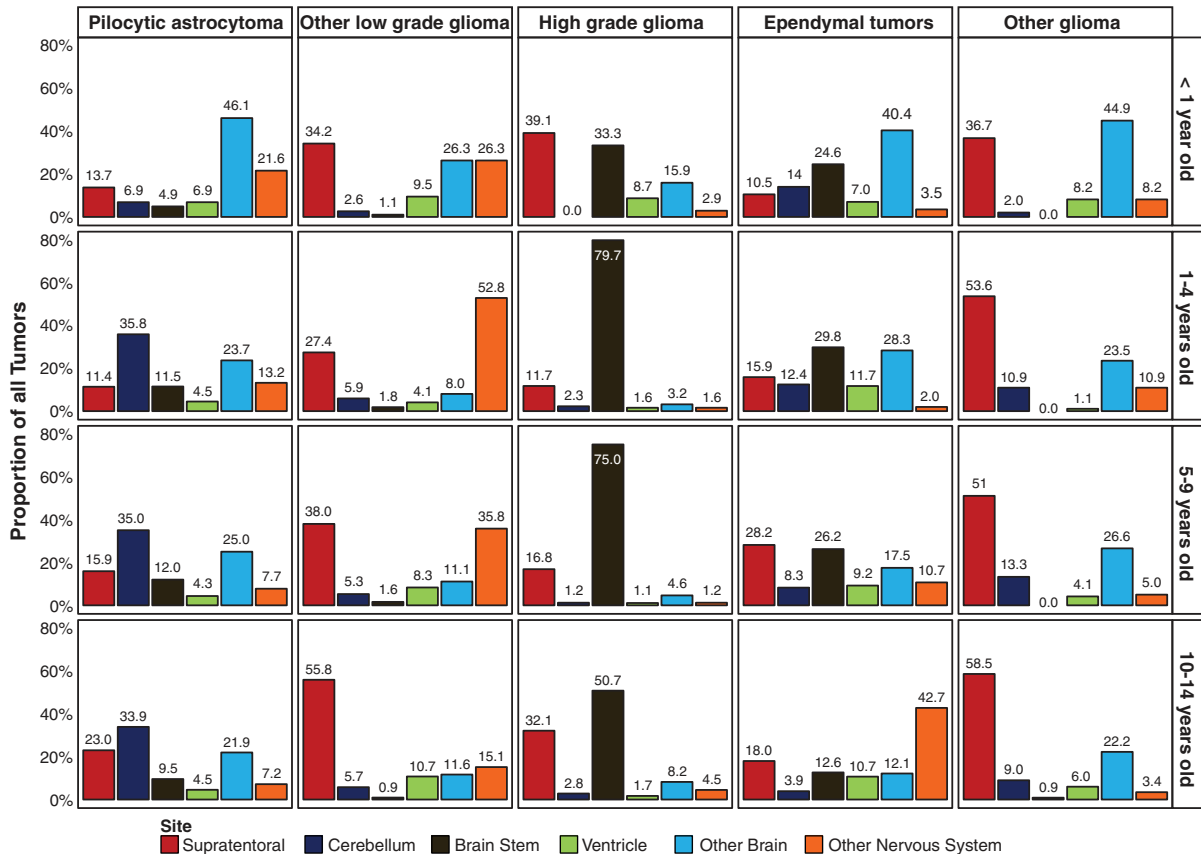 Pilocytic astrocytoma Other low grade glioma High grade glioma Ependymal tumors Other glioma
Proportion of all Tumors
80%
60%
40%
20%
0%
13.7 6.9 4.9 6.9 46.1 21.6
34.2 2.6 1.1 9.5 26.3 26.3
39.1 0.0 33.3 8.7 15.9 2.9
10.5 14 24.6 7.0 40.4 3.5
36.7 2.0 0.0 8.2 44.9 8.2
< 1 year old
80%
60%
40%
20%
0%
11.4 35.8 11.5 4.5 23.7 13.2
27.4 5.9 1.8 4.1 8.0 52.8
11.7 2.3 79.7 1.6 3.2 1.6
15.9 12.4 29.8 11.7 28.3 2.0
53.6 10.9 0.0 1.1 23.5 10.9
1-4 years old
80%
60%
40%
20%
0%
15.9 35.0 12.0 4.3 25.0 7.7
38.0 5.3 1.6 8.3 11.1 35.8
16.8 1.2 75.0 1.1 4.6 1.2
28.2 8.3 26.2 9.2 17.5 10.7
51 13.3 0.0 4.1 26.6 5.0
5-9 years old
80%
60%
40%
20%
0%
23.0 33.9 9.5 4.5 21.9 7.2
55.8 5.7 0.9 10.7 11.6 15.1
32.1 2.8 50.7 1.7 8.2 4.5
18.0 3.9 12.6 10.7 12.1 42.7
58.5 9.0 0.9 6.0 22.2 3.4
10-14 years old
Site
Supratentoral Cerebellum Brain Stem Ventricle Other Brain Other Nervous System